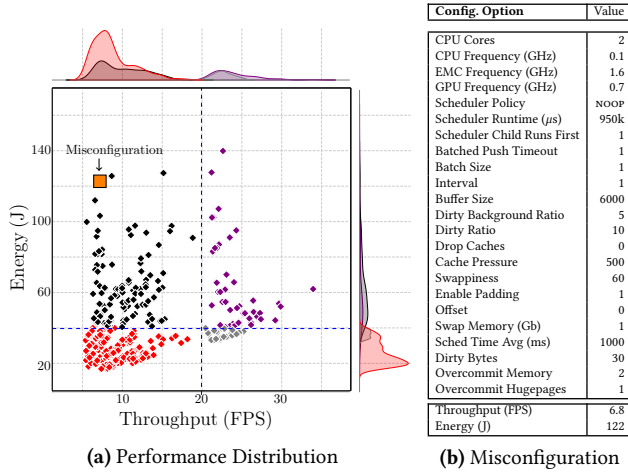 Misconfiguration
Energy (J)
140
100
60
20
10
20
30
Throughput (FPS)
(a) Performance Distribution
Config. Option Value
CPU Cores 2
CPU Frequency (GHz) 0.1
EMC Frequency (GHz) 1.6
GPU Frequency (GHz) 0.7
Scheduler Policy NOOP
Scheduler Runtime (μs) 950k
Scheduler Child Runs First 1
Batched Push Timeout 1
Batch Size 1
Interval 1
Buffer Size 6000
Dirty Background Ratio 5
Dirty Ratio 10
Drop Caches 0
Cache Pressure 500
Swappiness 60
Enable Padding 1
Offset 0
Swap Memory (Gb) 1
Sched Time Avg (ms) 1000
Dirty Bytes 30
Overcommit Memory 2
Overcommit Hugepages 1
Throughput (FPS) 6.8
Energy (J) 122
(b) Misconfiguration